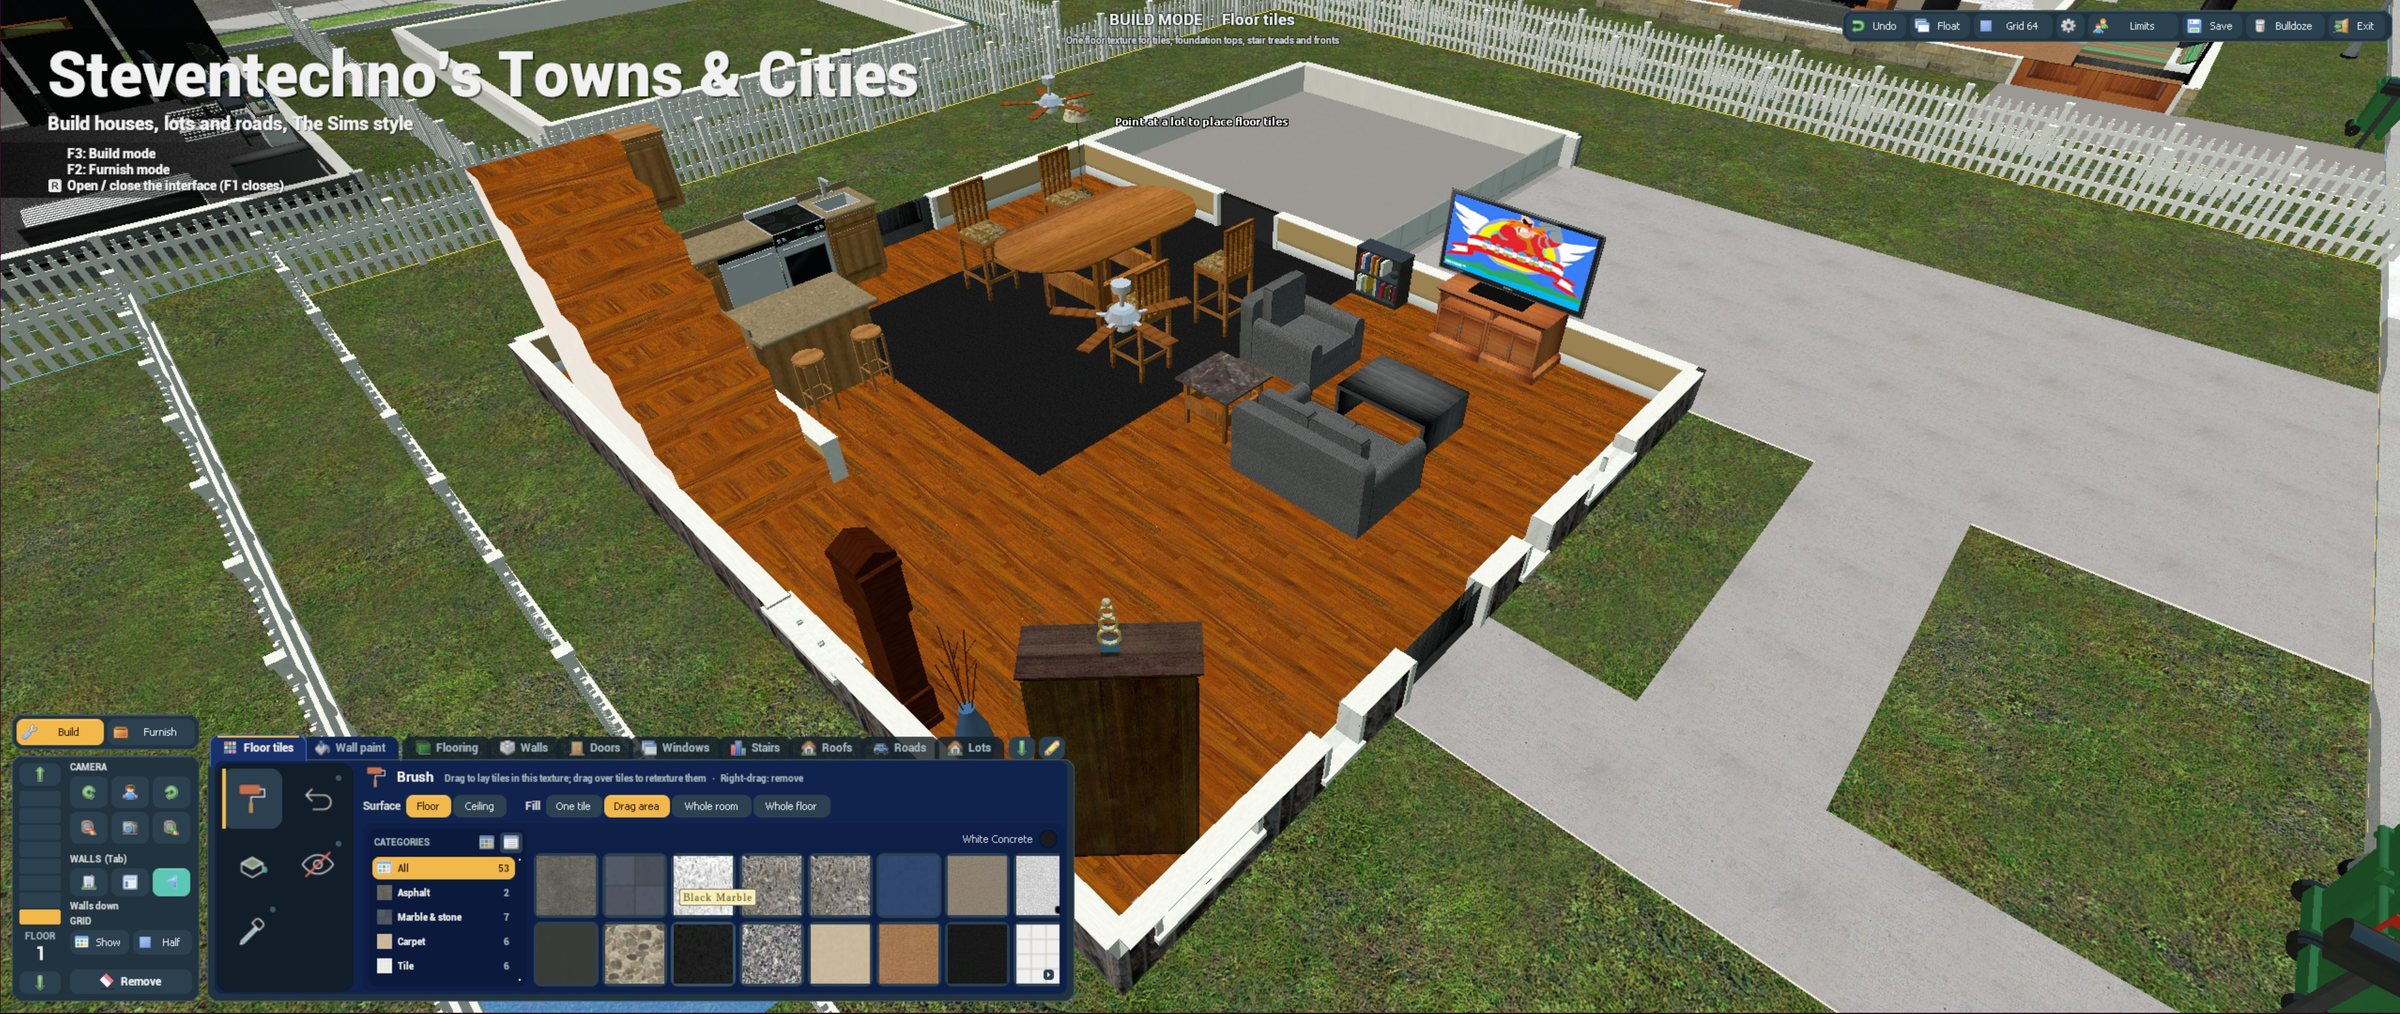 BUILD MODE · Floor tiles
One floor texture for tiles, foundation tops, stair treads and fronts
Undo
Float
Grid 64
Limits
Save
Bulldoze
Exit
Steventechno's Towns & Cities
Build houses, lots and roads, The Sims style
F3: Build mode
F2: Furnish mode
R Open / close the interface (F1 closes)
Point at a lot to place floor tiles
Build
Furnish
CAMERA
WALLS (Tab)
Walls down
GRID
FLOOR
1
Show
Half
Remove
Floor tiles
Wall paint
Flooring
Walls
Doors
Windows
Stairs
Roofs
Roads
Lots
Brush Drag to lay tiles in this texture; drag over tiles to retexture them · Right-drag: remove
Surface Floor Ceiling Fill One tile Drag area Whole room Whole floor
CATEGORIES
White Concrete
All 53
Asphalt 2
Marble & stone 7
Carpet 6
Tile 6
Black Marble